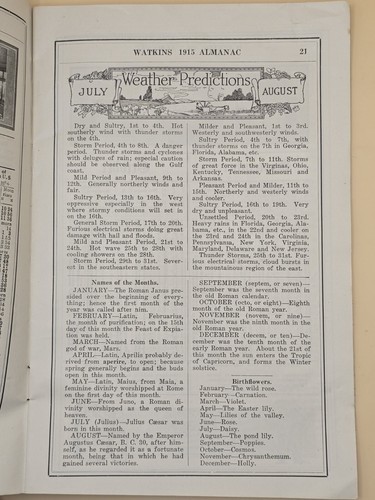 WATKINS 1915 ALMANAC 21
JULY
Weather Predictions
AUGUST
Dry and Sultry, 1st to 4th. Hot
southerly wind with thunder storms
on the 4th.
Storm Period, 4th to 8th. A danger
period. Thunder storms and cyclones
with deluges of rain; especial caution
should be observed along the Gulf
coast.
Mild Period and Pleasant, 9th to
12th. Generally northerly winds and
fair.
Sultry Period, 13th to 16th. Very
oppressive especially in the west
where stormy conditions will set in
on the 16th.
General Storm Period, 17th to 20th.
Furious electrical storms doing great
damage with hail and floods.
Mild and Pleasant Period, 21st to
24th. Hot wave 25th to 28th with
cooling showers on the 28th.
Storm Period, 29th to 31st. Sever-
est in the southeastern states.
Milder and Pleasant, 1st to 3rd.
Westerly and southwesterly winds.
Sultry Period, 4th to 7th, with
thunder storms on the 7th in Georgia,
Florida, Alabama, etc.
Storm Period, 7th to 11th. Storms
of great force in the Virginias, Ohio,
Kentucky, Tennessee, Missouri and
Arkansas.
Pleasant Period and Milder, 11th to
15th. Northerly and westerly winds
and cooler.
Sultry Period, 16th to 19th. Very
dry and unpleasant.
Unsettled Period, 20th to 23rd.
Heavy rains in Florida, Georgia, Ala-
bama, etc., in the 22nd and cooler on
the 23rd and 24th in the Carolinas,
Pennsylvania, New York, Virginia,
Maryland, Delaware and New Jersey.
Thunder Storms, 25th to 31st. Fur-
ious electrical storms, cloud bursts in
the mountainous region of the east.
Names of the Months.
JANUARY—The Roman Janus pre-
sided over the beginning of every-
thing; hence the first month of the
year was called after him.
FEBRUARY—Latin, Februarius,
the month of purification; on the 15th
day of this month the Feast of Expia-
tion was held.
MARCH—Named from the Roman
god of war, Mars.
APRIL—Latin, Aprilis probably de-
rived from aperire, to open; because
spring generally begins and the buds
open in this month.
MAY—Latin, Maius, from Maia, a
feminine divinity worshipped at Rome
on the first day of this month.
JUNE—From Juno, a Roman di-
vinity worshipped as the queen of
heaven.
JULY (Julius)—Julius Cæsar was
born in this month.
AUGUST—Named by the Emperor
Augustus Cæsar, B. C. 30, after him-
self, as he regarded it as a fortunate
month, being that in which he had
gained several victories.
SEPTEMBER (septem, or seven)—
September was the seventh month in
the old Roman calendar.
OCTOBER (octo, or eight)—Eighth
month of the old Roman year.
NOVEMBER (novem, or nine)—
November was the ninth month in the
old Roman year.
DECEMBER (decem, or ten)—De-
cember was the tenth month of the
early Roman year. About the 21st of
this month the sun enters the Tropic
of Capricorn, and forms the Winter
solstice.
Birthflowers.
January—The wild rose.
February—Carnation.
March—Violet.
April—The Easter lily.
May—Lilies of the valley.
June—Rose.
July—Daisy.
August—The pond lily.
September—Poppies.
October—Cosmos.
November—Chrysanthemum.
December—Holly.